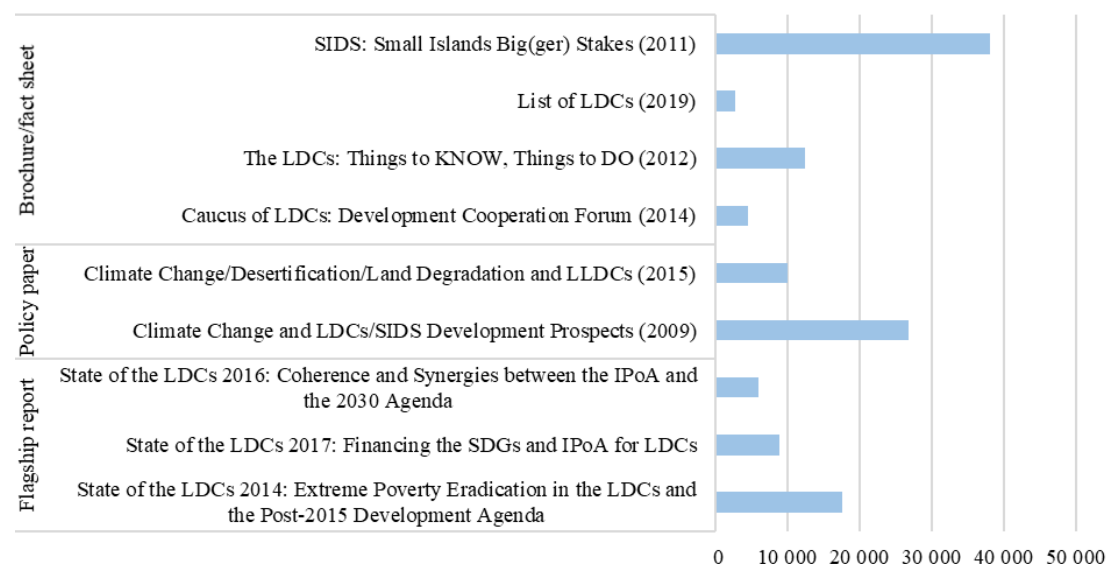 Brochure/fact sheet
SIDS: Small Islands Big(ger) Stakes (2011)
List of LDCs (2019)
The LDCs: Things to KNOW, Things to DO (2012)
Caucus of LDCs: Development Cooperation Forum (2014)
Policy paper
Climate Change/Desertification/Land Degradation and LLDCs (2015)
Climate Change and LDCs/SIDS Development Prospects (2009)
Flagship report
State of the LDCs 2016: Coherence and Synergies between the IPoA and
the 2030 Agenda
State of the LDCs 2017: Financing the SDGs and IPoA for LDCs
State of the LDCs 2014: Extreme Poverty Eradication in the LDCs and
the Post-2015 Development Agenda
0 10 000 20 000 30 000 40 000 50 000